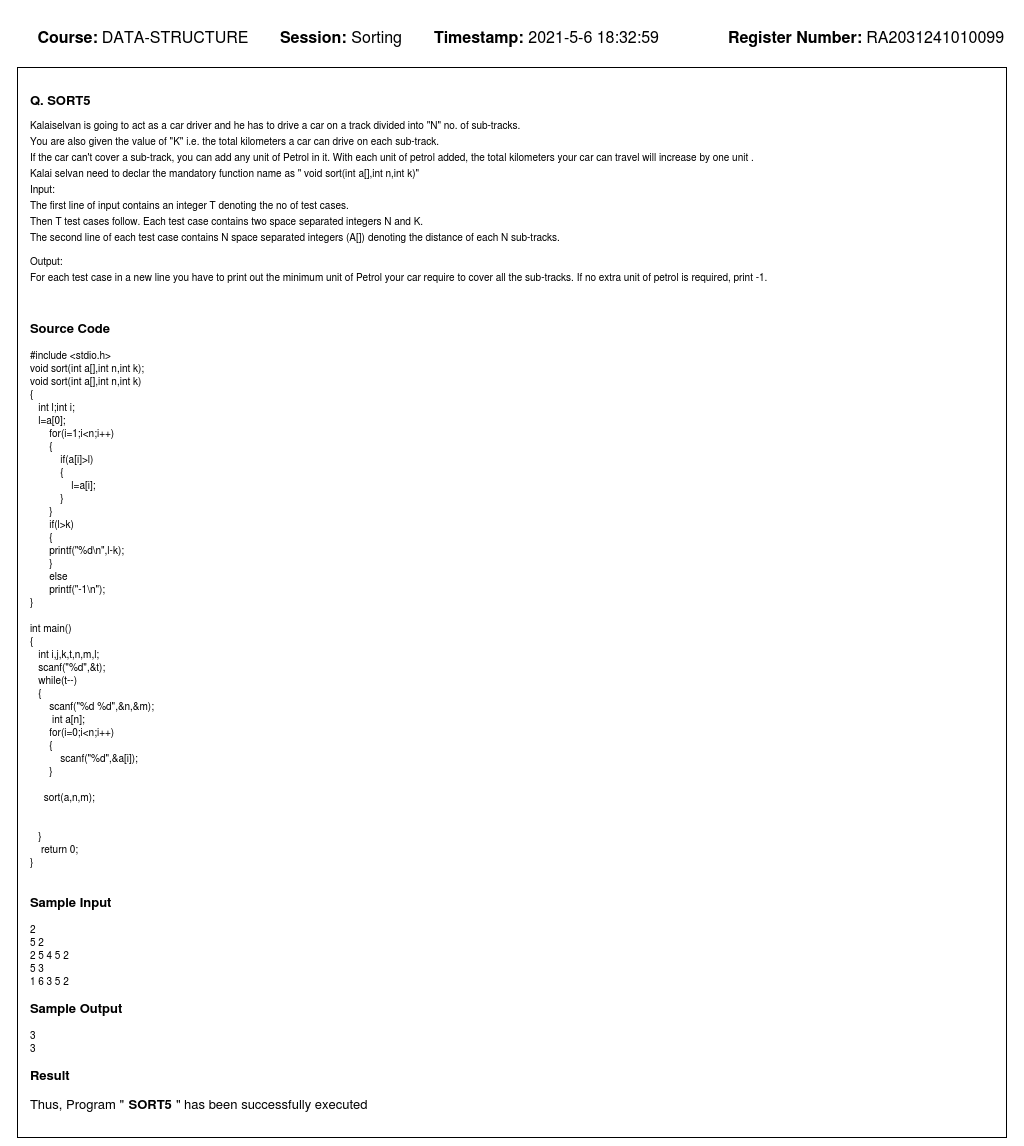 Course: DATA-STRUCTURE Session: Sorting Timestamp: 2021-5-6 18:32:59 Register Number: RA2031241010099
Q. SORT5
Kalaiselvan is going to act as a car driver and he has to drive a car on a track divided into "N" no. of sub-tracks.
You are also given the value of "K" i.e. the total kilometers a car can drive on each sub-track.
If the car can't cover a sub-track, you can add any unit of Petrol in it. With each unit of petrol added, the total kilometers your car can travel will increase by one unit .
Kalai selvan need to declar the mandatory function name as " void sort(int a[],int n,int k)"
Input:
The first line of input contains an integer T denoting the no of test cases.
Then T test cases follow. Each test case contains two space separated integers N and K.
The second line of each test case contains N space separated integers (A[]) denoting the distance of each N sub-tracks.
Output:
For each test case in a new line you have to print out the minimum unit of Petrol your car require to cover all the sub-tracks. If no extra unit of petrol is required, print -1.
Source Code
#include <stdio.h>
void sort(int a[],int n,int k);
void sort(int a[],int n,int k)
{
int l;int i;
l=a[0];
for(i=1;i<n;i++)
{
if(a[i]>l)
{
l=a[i];
}
}
if(l>k)
{
printf("%d\n",l-k);
}
else
printf("-1\n");
}
int main()
{
int i,j,k,t,n,m,l;
scanf("%d",&t);
while(t--)
{
scanf("%d %d",&n,&m);
int a[n];
for(i=0;i<n;i++)
{
scanf("%d",&a[i]);
}
sort(a,n,m);
}
return 0;
}
Sample Input
2
5 2
2 5 4 5 2
5 3
1 6 3 5 2
Sample Output
3
3
Result
Thus, Program " SORT5 " has been successfully executed